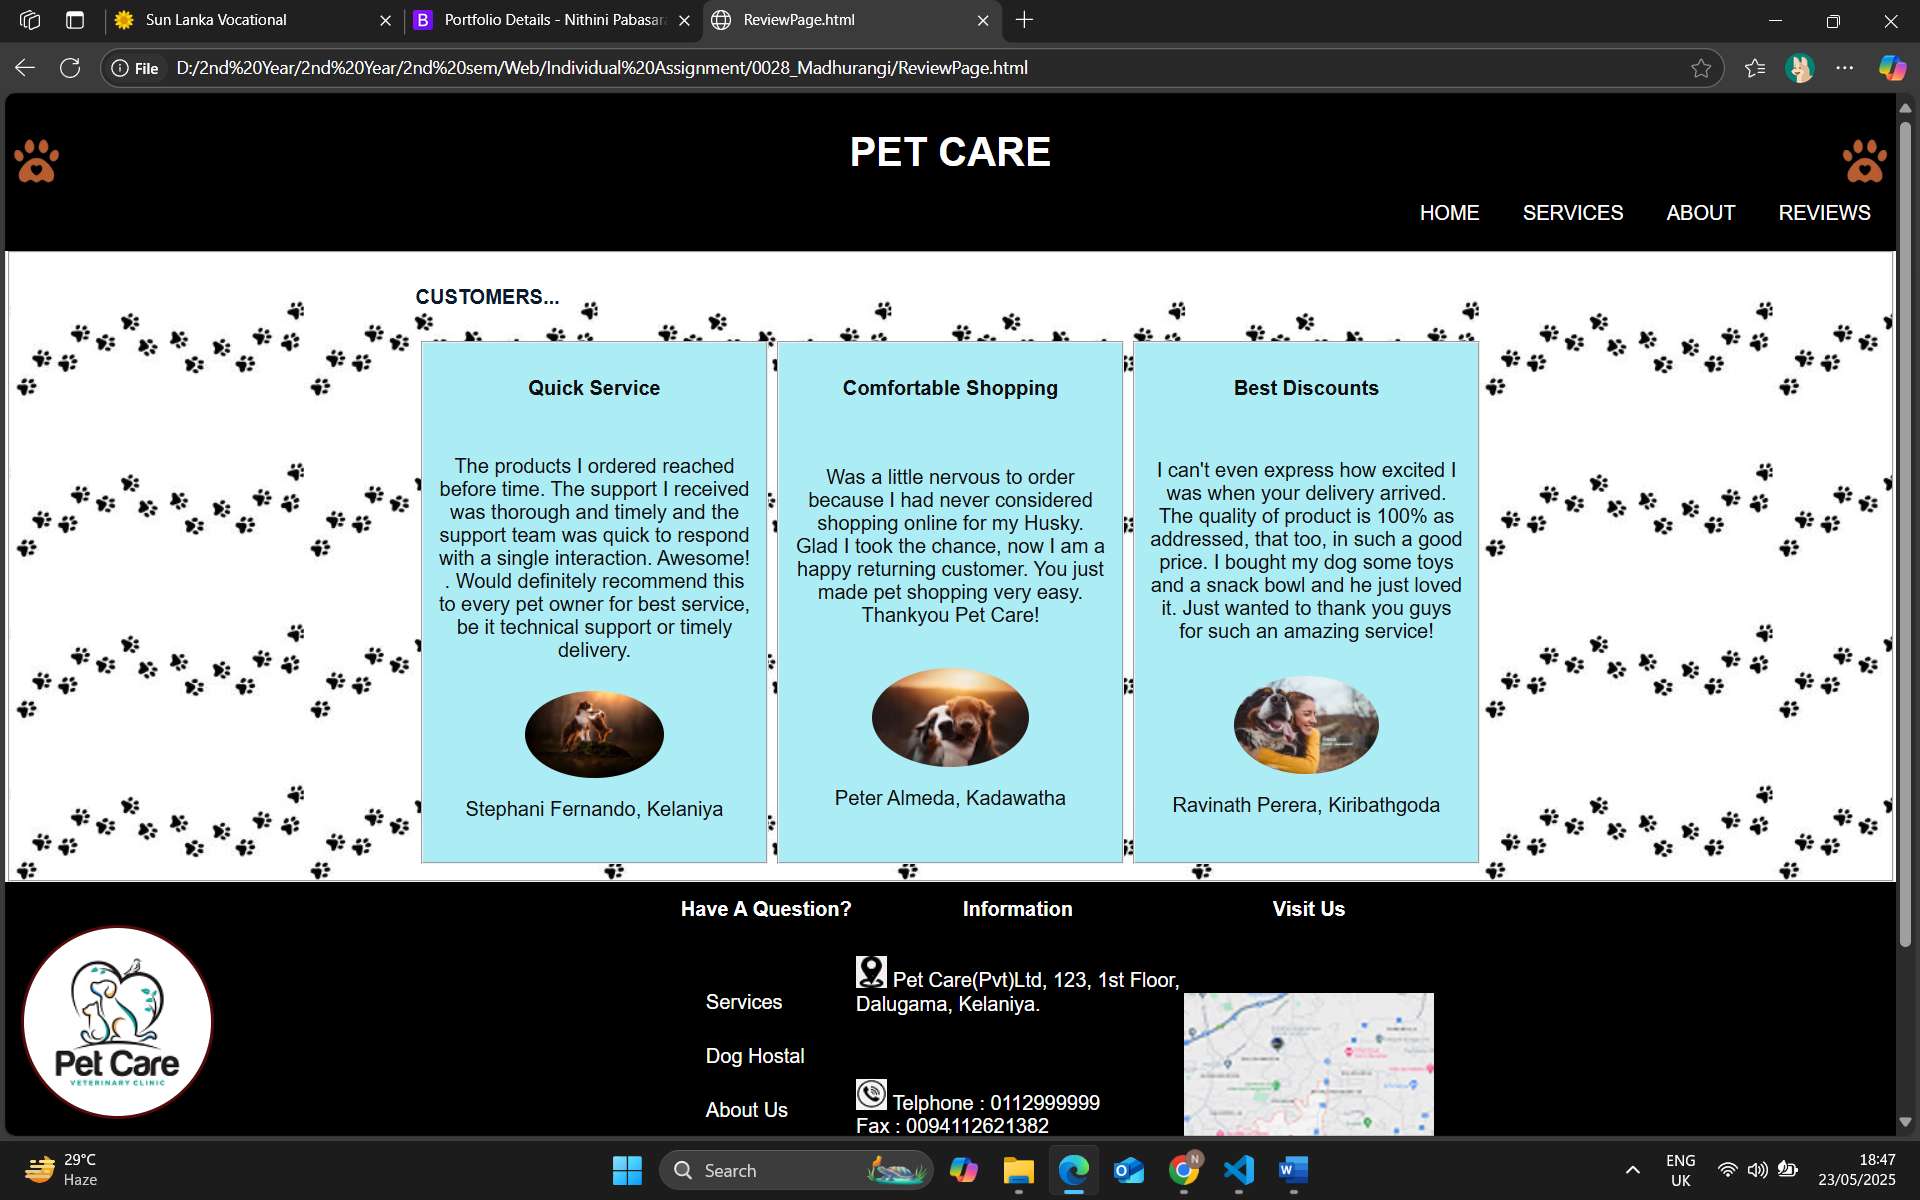 Sun Lanka Vocational
Portfolio Details - Nithini Pabasara
ReviewPage.html
File
D:/2nd%20Year/2nd%20Year/2nd%20sem/Web/Individual%20Assignment/0028_Madhurangi/ReviewPage.html
PET CARE
HOME
SERVICES
ABOUT
REVIEWS
CUSTOMERS...
Quick Service
The products I ordered reached
before time. The support I received
was thorough and timely and the
support team was quick to respond
with a single interaction. Awesome!
. Would definitely recommend this
to every pet owner for best service,
be it technical support or timely
delivery.
Stephani Fernando, Kelaniya
Comfortable Shopping
Was a little nervous to order
because I had never considered
shopping online for my Husky.
Glad I took the chance, now I am a
happy returning customer. You just
made pet shopping very easy.
Thankyou Pet Care!
Peter Almeda, Kadawatha
Best Discounts
I can't even express how excited I
was when your delivery arrived.
The quality of product is 100% as
addressed, that too, in such a good
price. I bought my dog some toys
and a snack bowl and he just loved
it. Just wanted to thank you guys
for such an amazing service!
Ravinath Perera, Kiribathgoda
Pet Care
VETERINARY CLINIC
Have A Question?
Services
Dog Hostal
About Us
Information
Pet Care(Pvt)Ltd, 123, 1st Floor,
Dalugama, Kelaniya.
Telphone : 0112999999
Fax : 0094112621382
Visit Us
29°C
Haze
Search
N
ENG
UK
18:47
23/05/2025